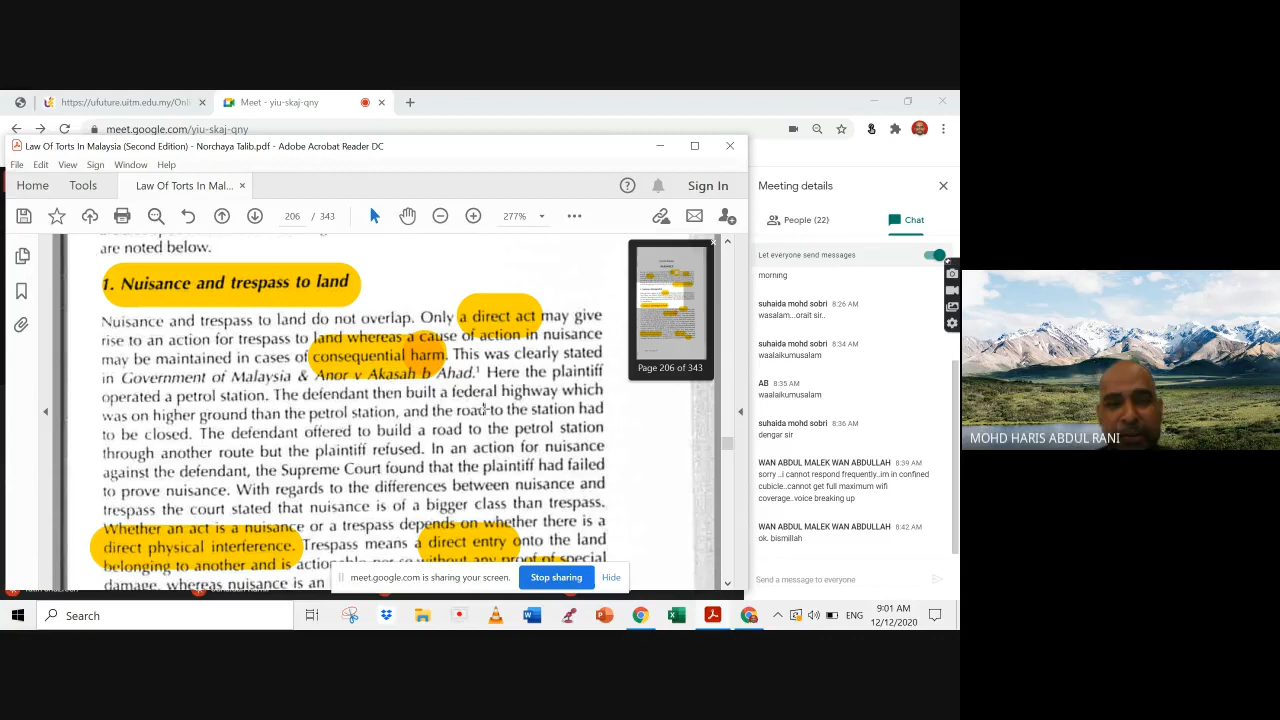 https://ufuture.uitm.edu.my/Onli
Meet - yiu-skaj-qny
meet.google.com/yiu-skaj-qny
Law Of Torts In Malaysia (Second Edition) - Norchaya Talib.pdf - Adobe Acrobat Reader DC
File Edit View Sign Window Help
Home Tools Law Of Torts In Mal... Sign In
206 / 343 277%
are noted below.
1. Nuisance and trespass to land
Nuisance and trespass to land do not overlap. Only a direct act may give
rise to an action for trespass to land whereas a cause of action in nuisance
may be maintained in cases of consequential harm. This was clearly stated
in Government of Malaysia & Anor v Akasah b Ahad.¹ Here the plaintiff
operated a petrol station. The defendant then built a federal highway which
was on higher ground than the petrol station, and the road to the station had
to be closed. The defendant offered to build a road to the petrol station
through another route but the plaintiff refused. In an action for nuisance
against the defendant, the Supreme Court found that the plaintiff had failed
to prove nuisance. With regards to the differences between nuisance and
trespass the court stated that nuisance is of a bigger class than trespass.
Whether an act is a nuisance or a trespass depends on whether there is a
direct physical interference. Trespass means a direct entry onto the land
belonging to another and is actionable per se without any proof of special
damage, whereas nuisance is an
Page 206 of 343
meet.google.com is sharing your screen.
Stop sharing
Hide
Meeting details
People (22)
Chat
Let everyone send messages
morning
suhaida mohd sobri 8:26 AM
wasalam...orait sir..
suhaida mohd sobri 8:34 AM
waalaikumusalam
AB 8:35 AM
waalaikumusalam
suhaida mohd sobri 8:36 AM
dengar sir
WAN ABDUL MALEK WAN ABDULLAH 8:39 AM
sorry ..i cannot respond frequently..im in confined
cubicle..cannot get full maximum wifi
coverage..voice breaking up
WAN ABDUL MALEK WAN ABDULLAH 8:42 AM
ok. bismillah
Send a message to everyone
MOHD HARIS ABDUL RANI
Search
ENG
9:01 AM
12/12/2020